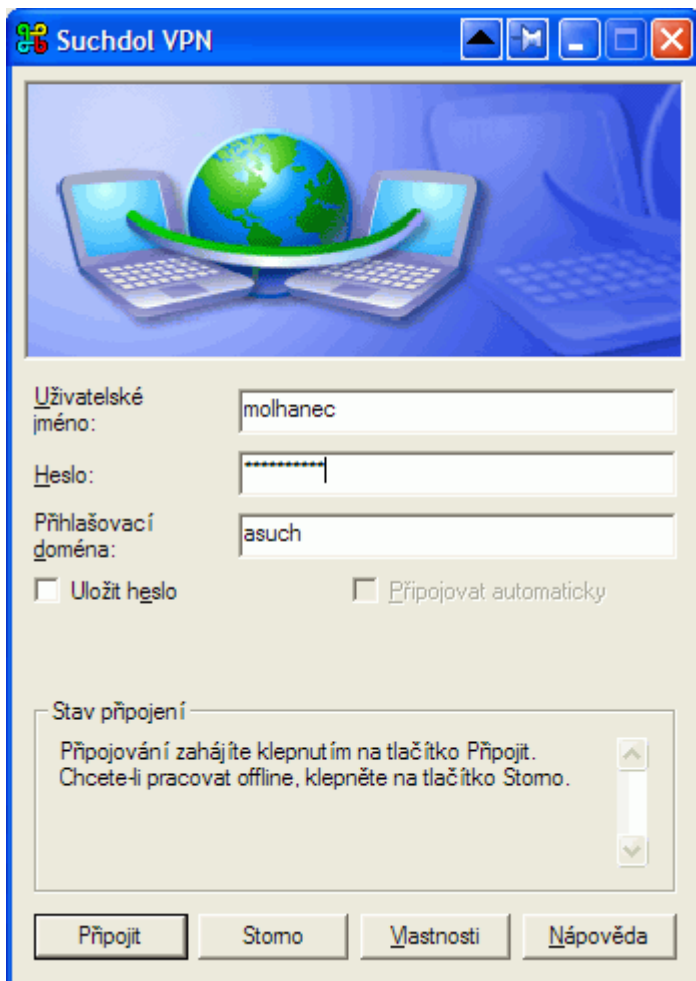 Suchdol VPN
Uživatelské
jméno:
molhanec
Heslo:
**********
Přihlašovací
doména:
asuch
Uložit heslo
Připojovat automaticky
Stav připojení
Připojování zahájíte klepnutím na tlačítko Připojit.
Chcete-li pracovat offline, klepněte na tlačítko Storno.
Připojit
Storno
Vlastnosti
Nápověda